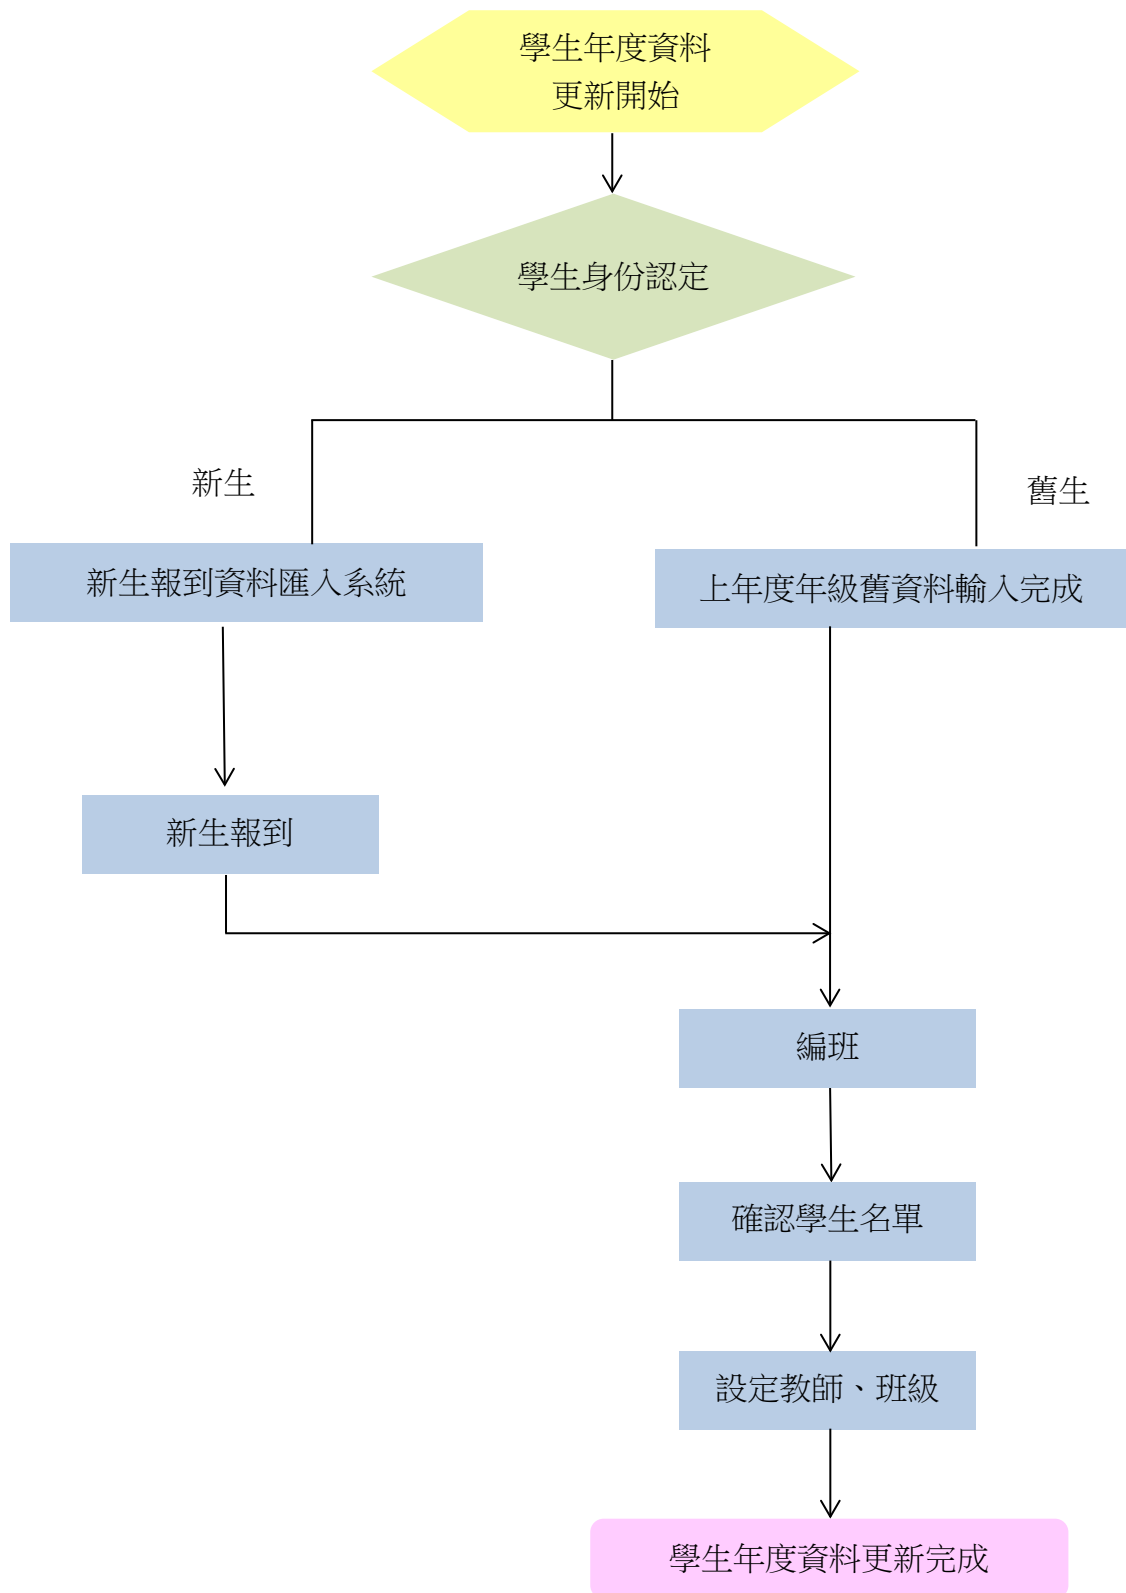 學生年度資料
更新開始
學生身份認定
新生
舊生
新生報到資料匯入系統
上年度年級舊資料輸入完成
新生報到
編班
確認學生名單
設定教師、班級
學生年度資料更新完成